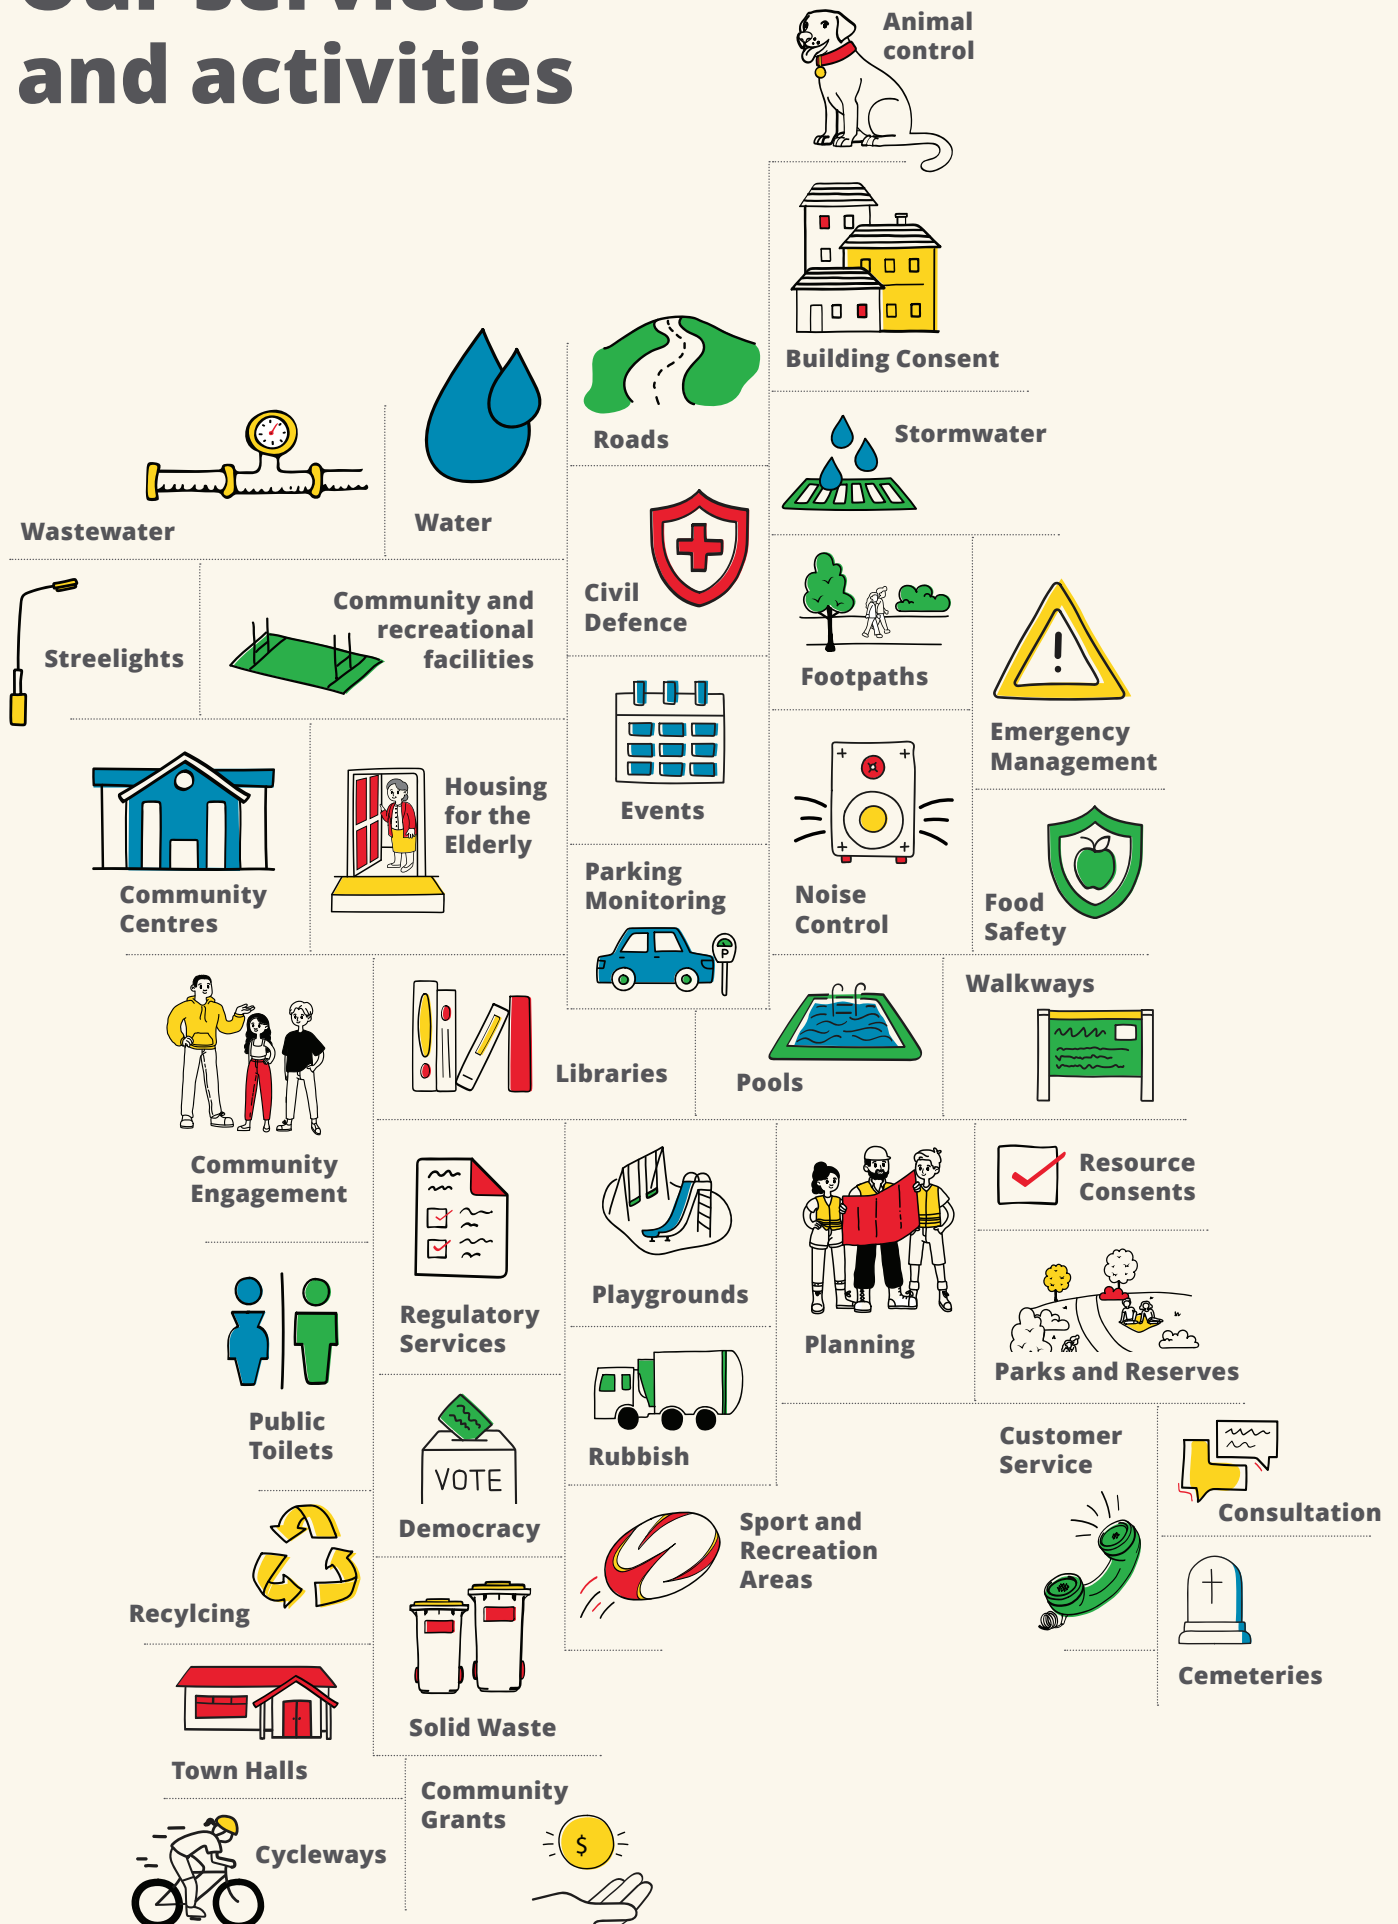 Our services
and activities
Animal
control
Building Consent
Roads
Stormwater
Water
Wastewater
Civil
Defence
Community and
recreational
facilities
Streelights
Footpaths
Emergency
Management
Events
Housing
for the
Elderly
Community
Centres
Parking
Monitoring
P
Noise
Control
Food
Safety
Walkways
Libraries
Pools
Community
Engagement
Regulatory
Services
Playgrounds
Planning
Resource
Consents
Parks and Reserves
Public
Toilets
VOTE
Democracy
Rubbish
Customer
Service
Consultation
Sport and
Recreation
Areas
Recylcing
Cemeteries
Solid Waste
Town Halls
Community
Grants
$
Cycleways